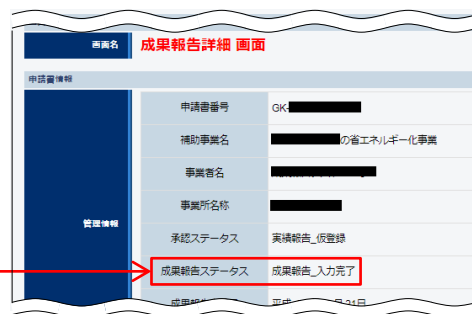 画面名 成果報告詳細 画面
申請書情報
管理情報
申請書番号 GK-
補助事業名 の省エネルギー化事業
事業者名
事業所名称
承認ステータス 実績報告_仮登録
成果報告ステータス 成果報告_入力完了